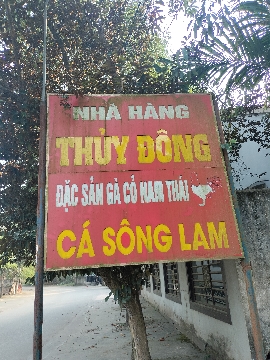 NHÀ HÀNG
THỦY ĐÔNG
ĐẶC SẢN GÀ CỎ NAM THÁI
CÁ SÔNG LAM